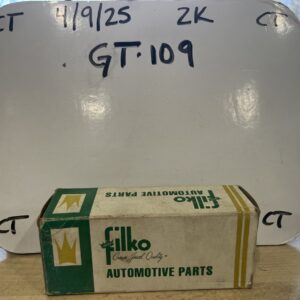 CT 4/9/25 2K CT
GT-109
filko
AUTOMOTIVE PARTS
filko
Crown Jewel Quality
AUTOMOTIVE PARTS
CT CT